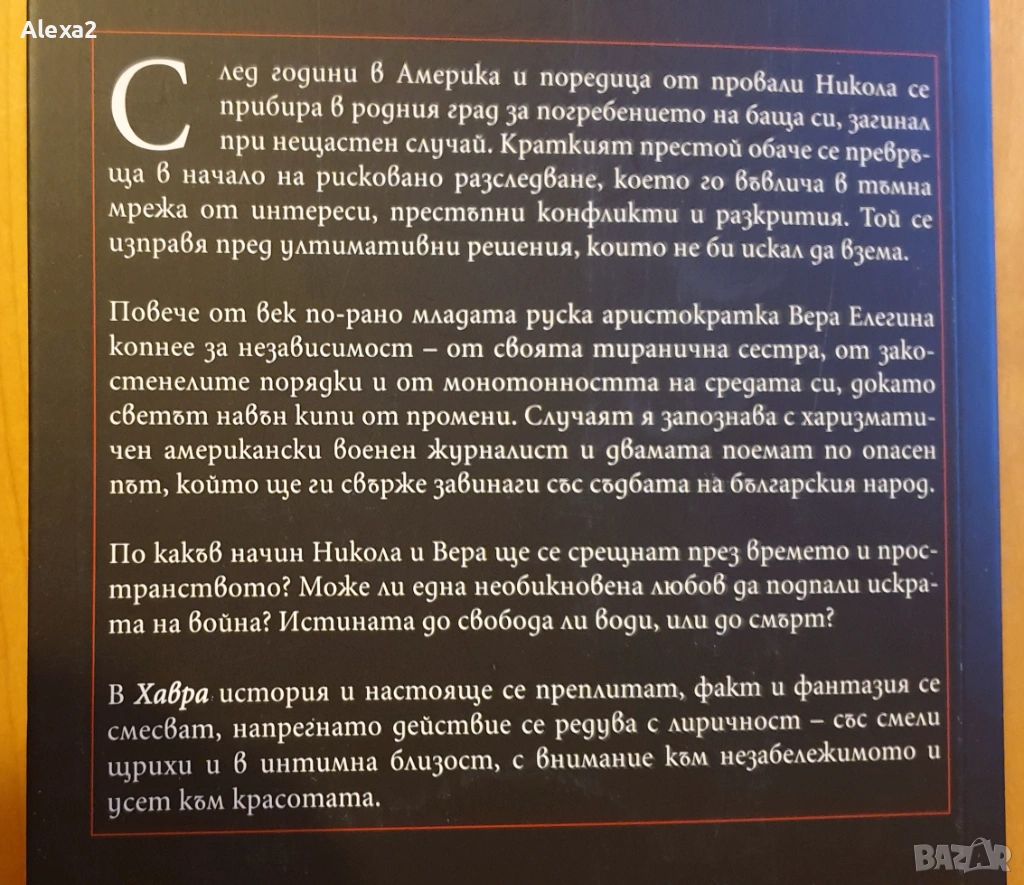 Alexa2
След години в Америка и поредица от провали Никола се
прибира в родния град за погребението на баща си, загинал
при нещастен случай. Краткият престой обаче се превръ-
ща в начало на рисковано разследване, което го въвлича в тъмна
мрежа от интереси, престъпни конфликти и разкрития. Той се
изправя пред ултимативни решения, които не би искал да взема.
Повече от век по-рано младата руска аристократка Вера Елегина
копнее за независимост – от своята тиранична сестра, от зако-
стенелите порядки и от монотонността на средата си, докато
светът навън кипи от промени. Случаят я запознава с харизмати-
чен американски военен журналист и двамата поемат по опасен
път, който ще ги свърже завинаги със съдбата на българския народ.
По какъв начин Никола и Вера ще се срещнат през времето и прос-
транството? Може ли една необикновена любов да подпали искра-
та на война? Истината до свобода ли води, или до смърт?
В Хавра история и настояще се преплитат, факт и фантазия се
смесват, напрегнато действие се редува с лиричност – със смели
щрихи и в интимна близост, с внимание към незабележимото и
усет към красотата.
BAZAR